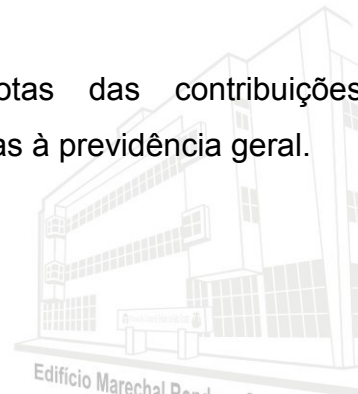 otas das contribuições
as à previdência geral.
Edifício Marechal